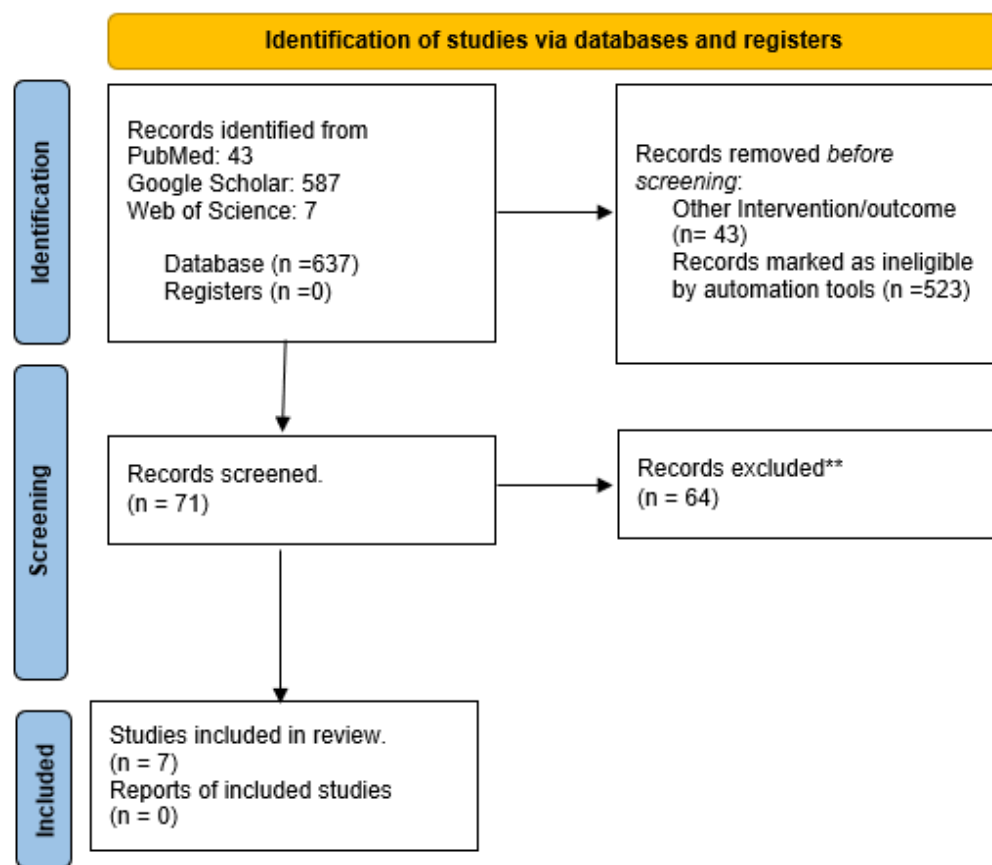 Identification of studies via databases and registers
Identification
Records identified from
PubMed: 43
Google Scholar: 587
Web of Science: 7
Database (n =637)
Registers (n =0)
Records removed before
screening:
Other Intervention/outcome
(n= 43)
Records marked as ineligible
by automation tools (n =523)
Screening
Records screened.
(n = 71)
Records excluded**
(n = 64)
Included
Studies included in review.
(n = 7)
Reports of included studies
(n = 0)